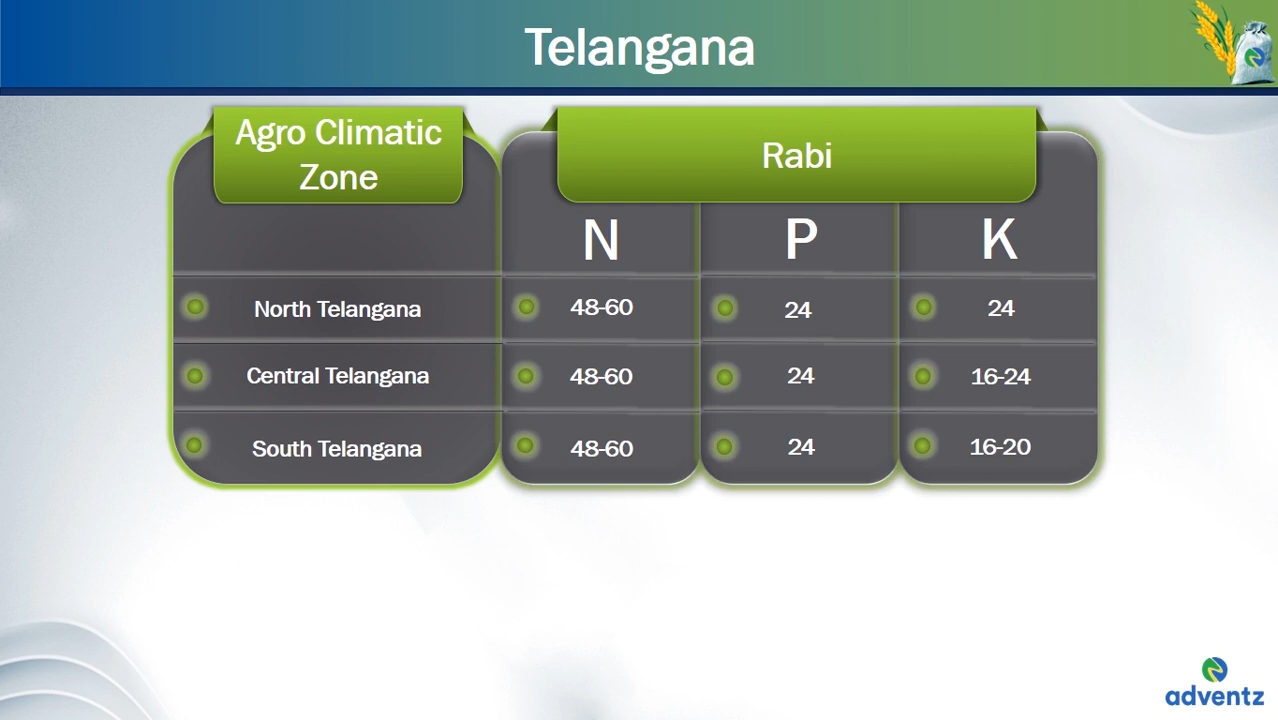 Telangana
Agro Climatic
Zone
Rabi
N P K
North Telangana 48-60 24 24
Central Telangana 48-60 24 16-24
South Telangana 48-60 24 16-20
adventz